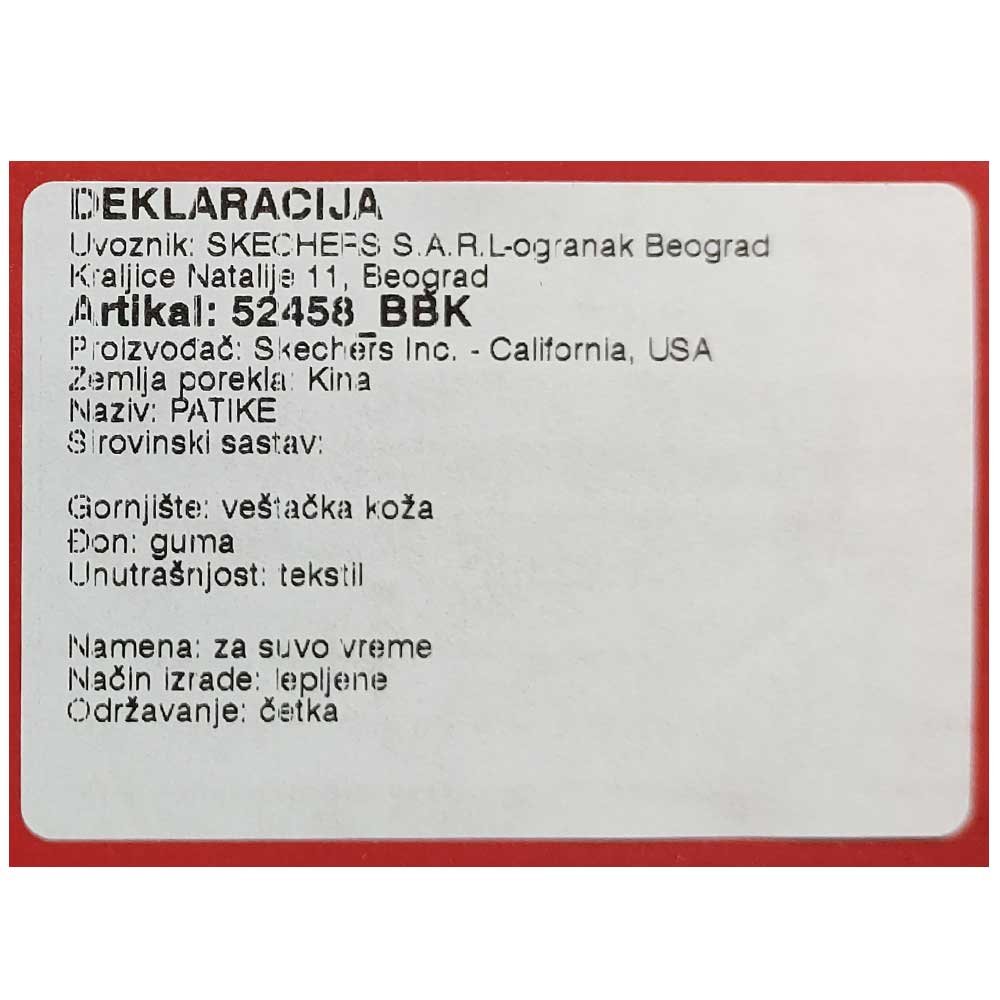 DEKLARACIJA
Uvoznik: SKECHERS S.A.R.L-ogranak Beograd
Kraljice Natalije 11, Beograd
Artikal: 52458_BBK
Proizvođač: Skechers Inc. - California, USA
Zemlja porekla: Kina
Naziv: PATIKE
Sirovinski sastav:
Gornjište: veštačka koža
Đon: guma
Unutrašnjost: tekstil
Namena: za suvo vreme
Način izrade: lepljene
Održavanje: četka